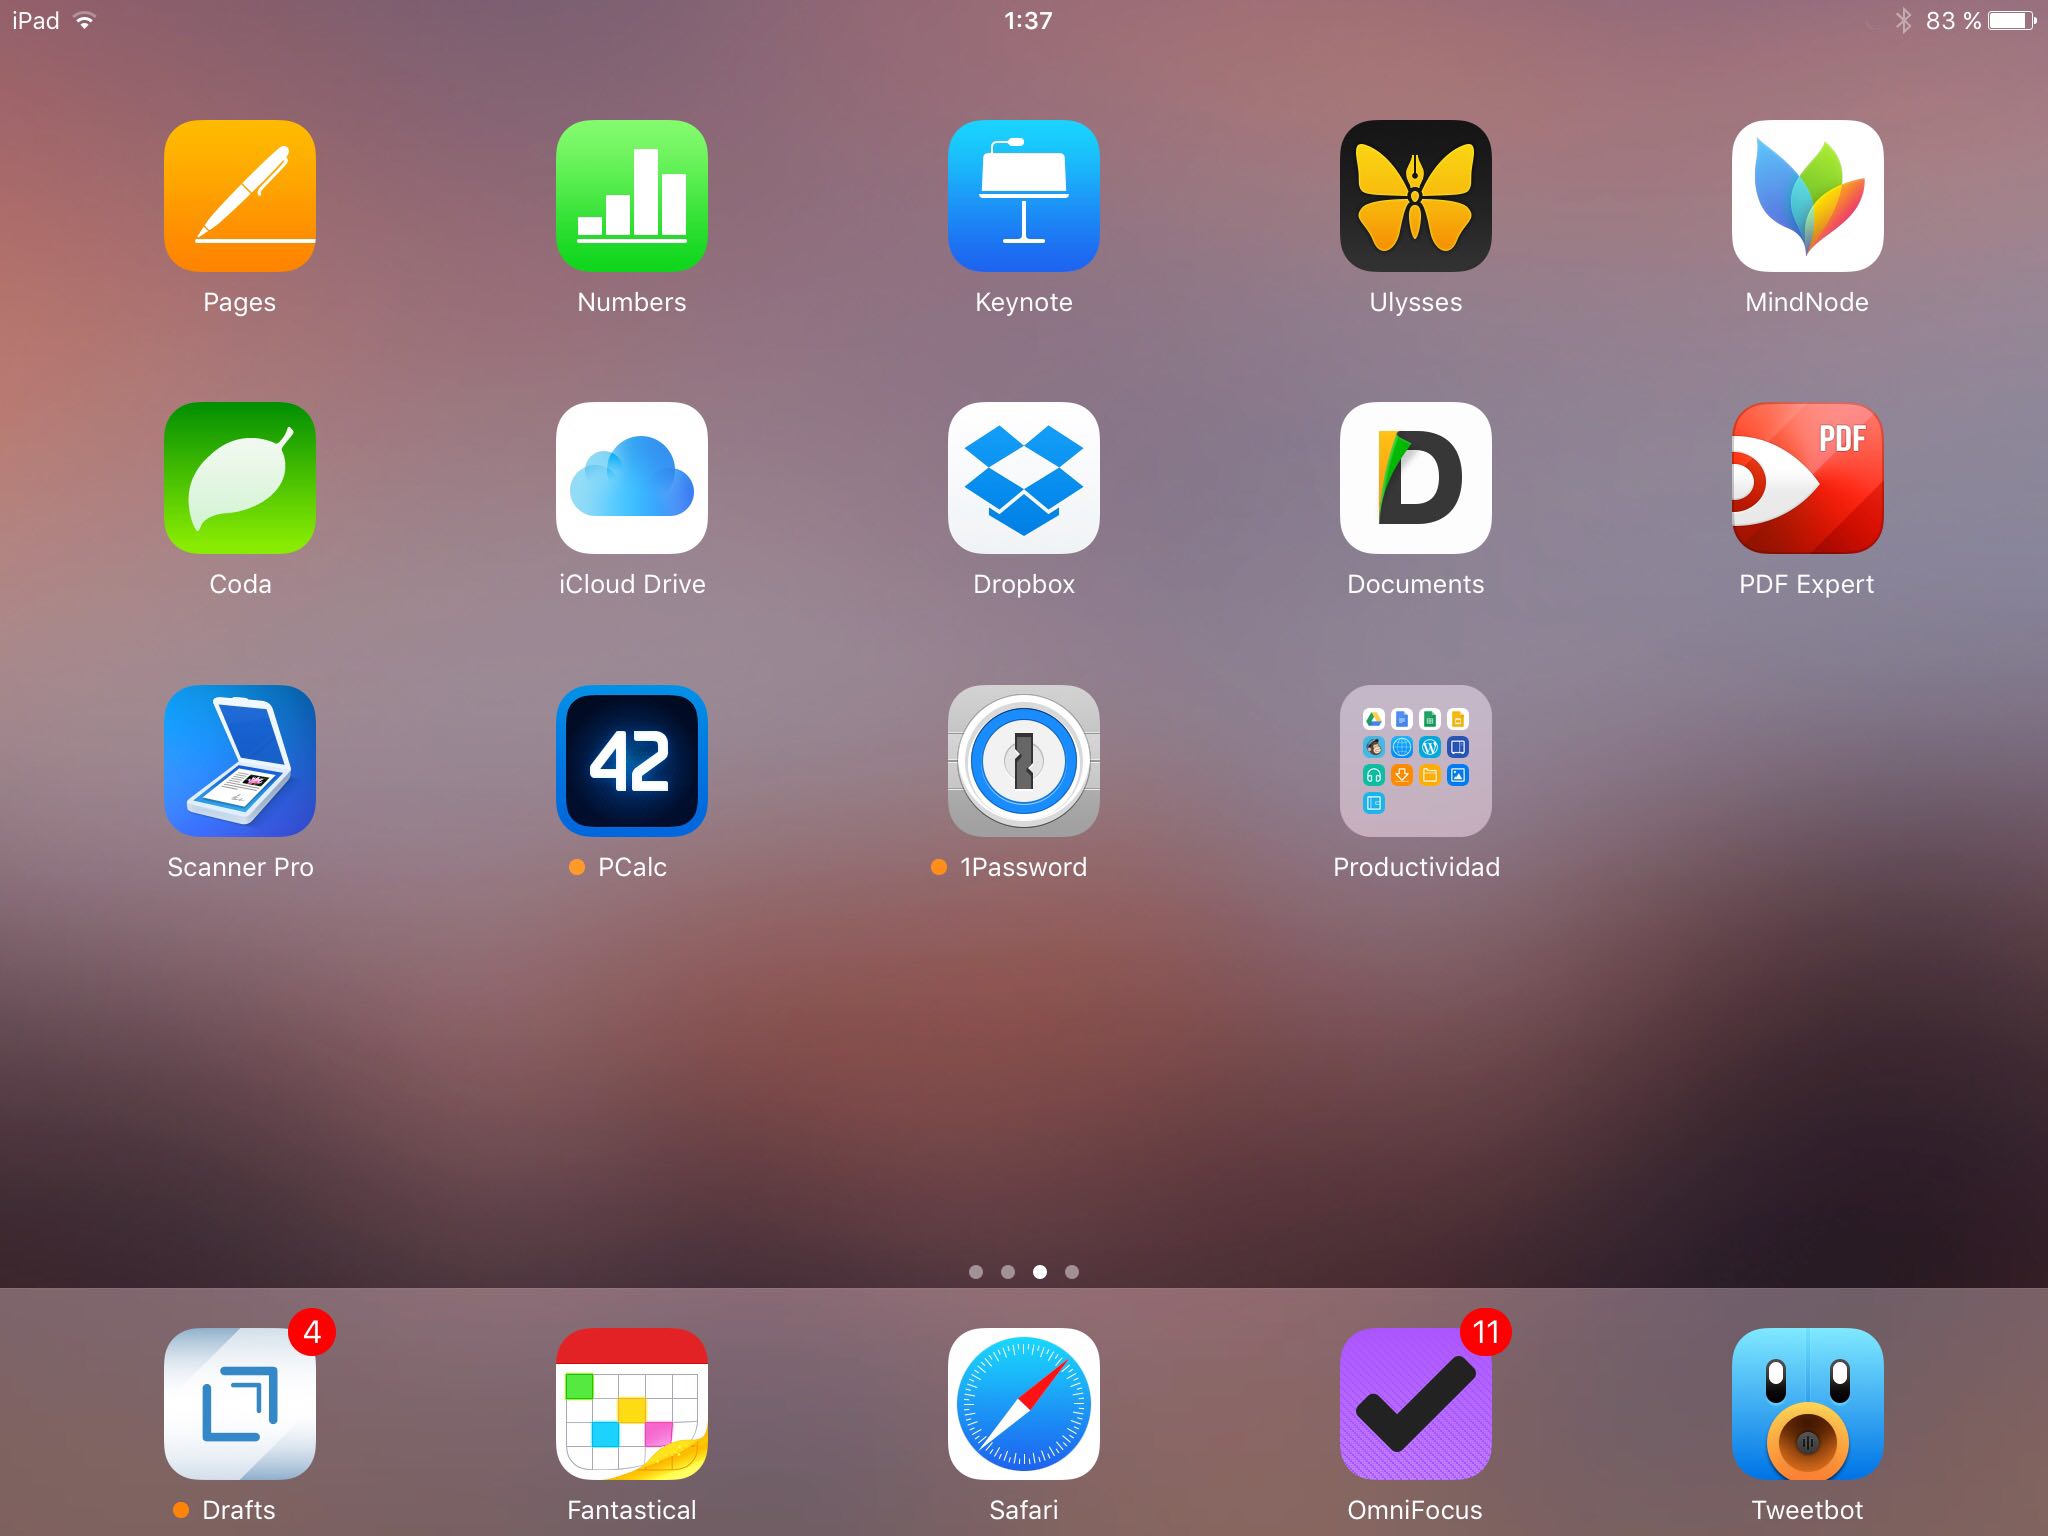 iPad 1:37 83 %
Pages Numbers Keynote Ulysses MindNode
PDF
Coda iCloud Drive Dropbox Documents PDF Expert
42
Scanner Pro PCalc 1Password Productividad
4 11
Drafts Fantastical Safari OmniFocus Tweetbot